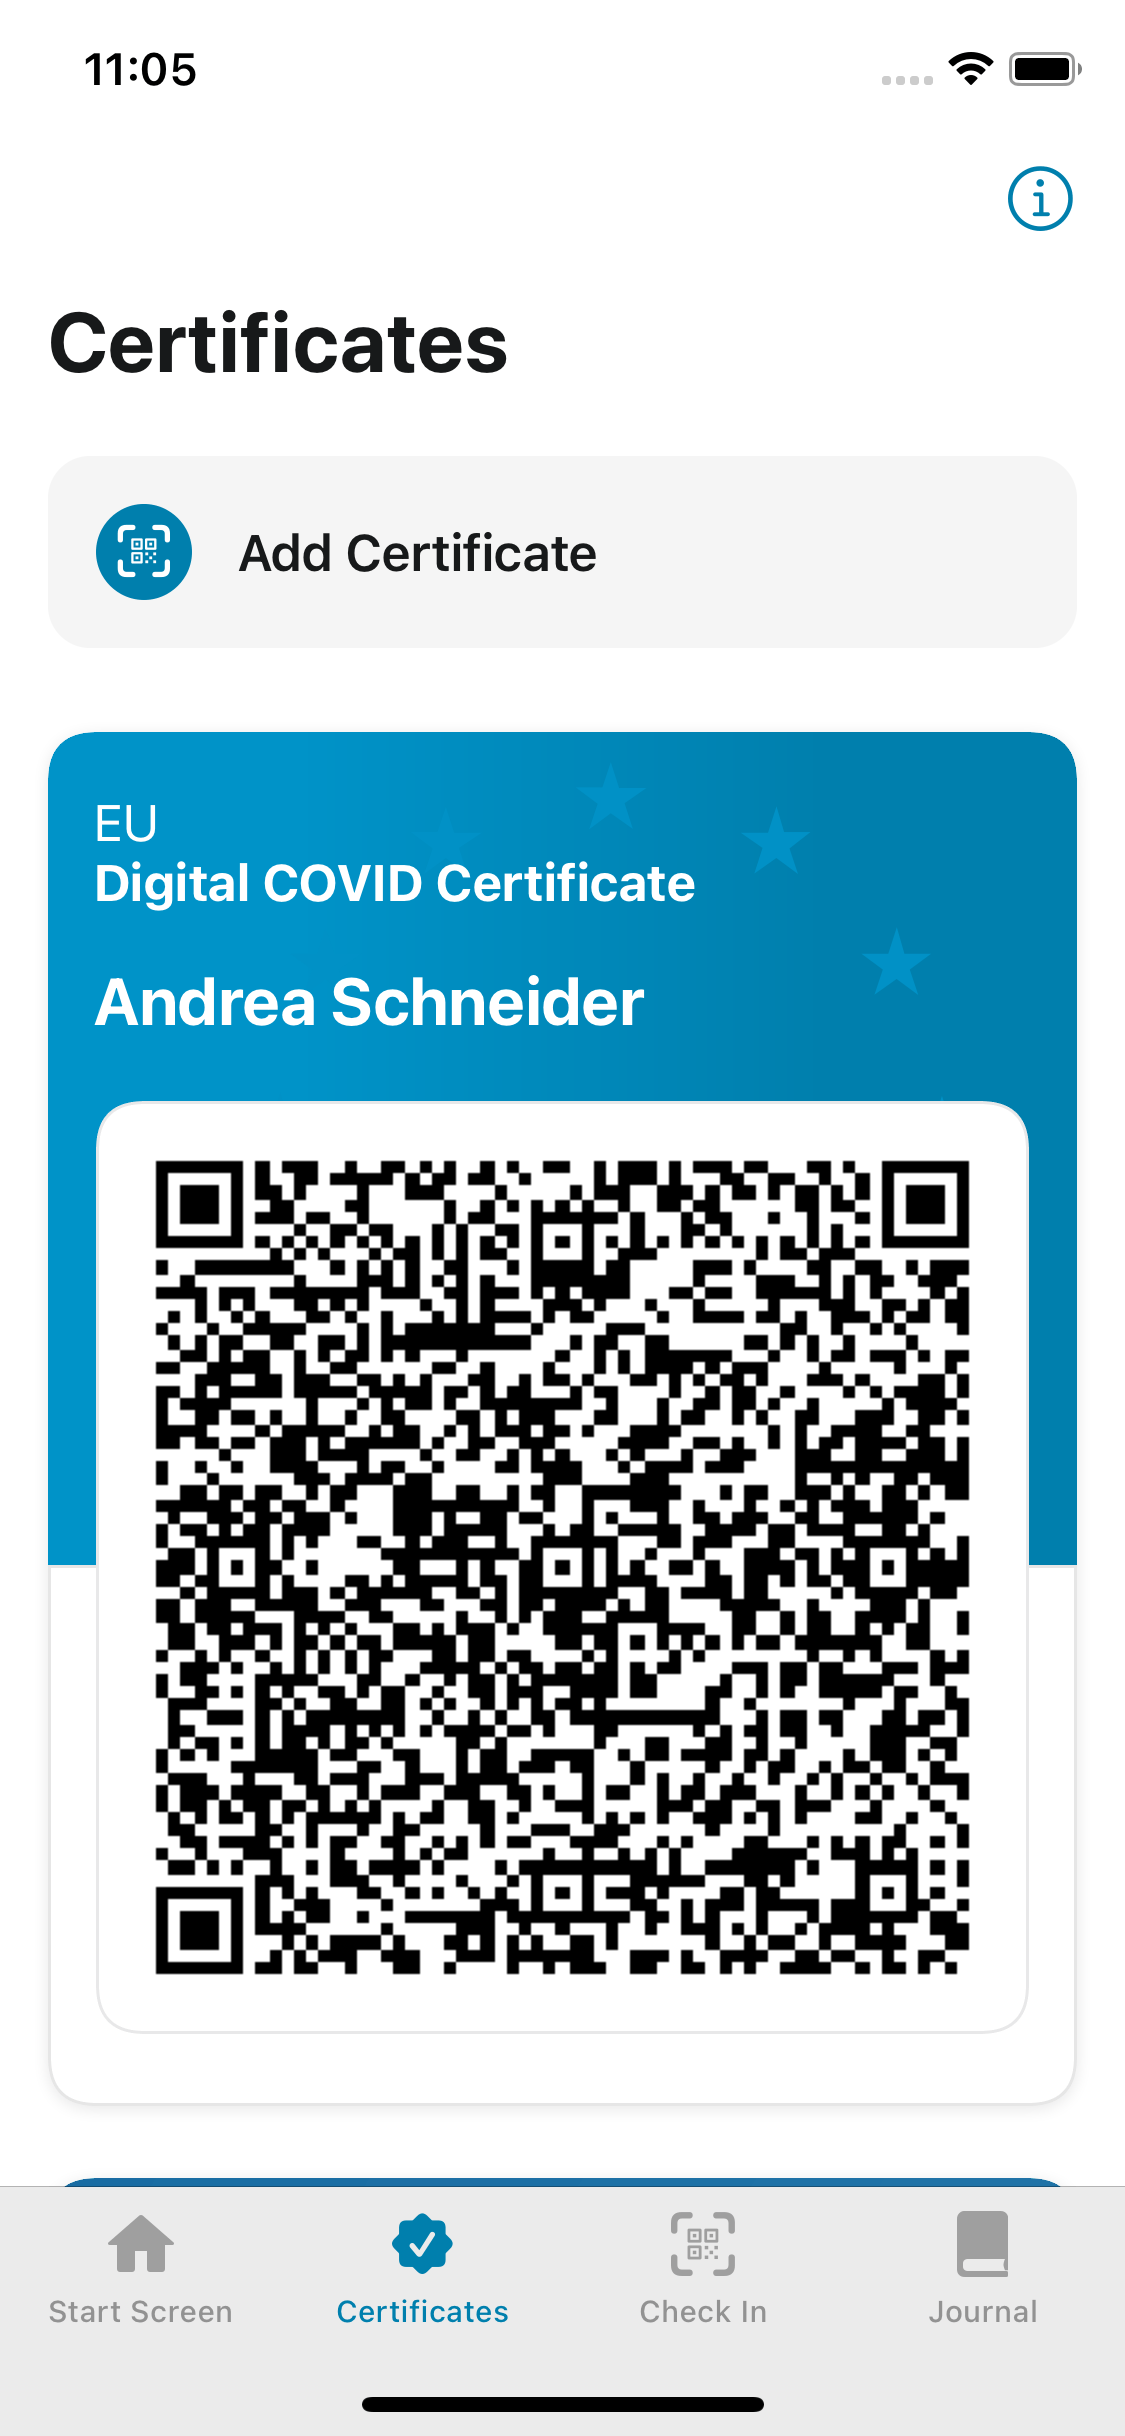 11:05
Certificates
Add Certificate
EU
Digital COVID Certificate
Andrea Schneider
Start Screen
Certificates
Check In
Journal